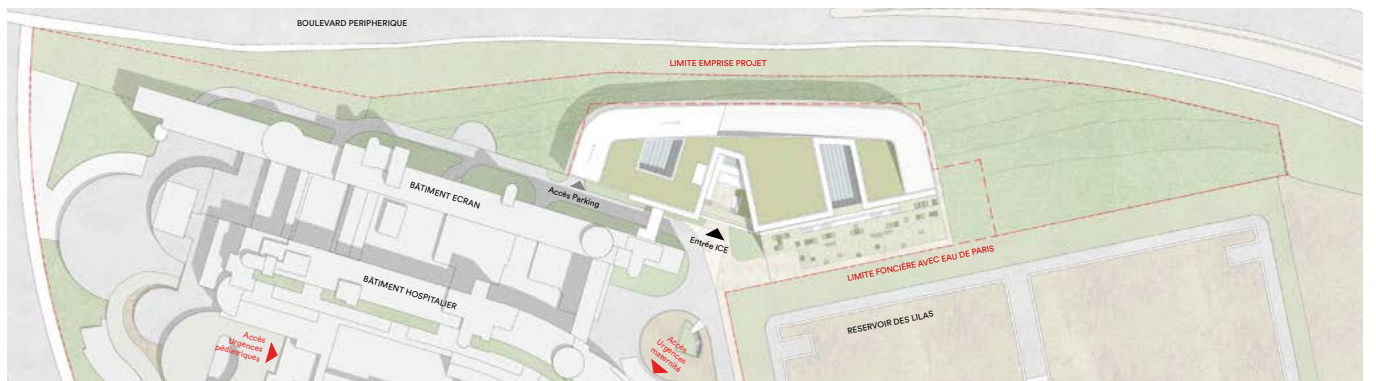 BOULEVARD PERIPHERIQUE
LIMITE EMPRISE PROJET
BÂTIMENT ECRAN
Accès Parking
Entrée ICE
LIMITE FONCIÈRE AVEC EAU DE PARIS
BÂTIMENT HOSPITALIER
RESERVOIR DES LILAS
Accès
Urgences
pédiatriques
Accès
Urgences
maternité